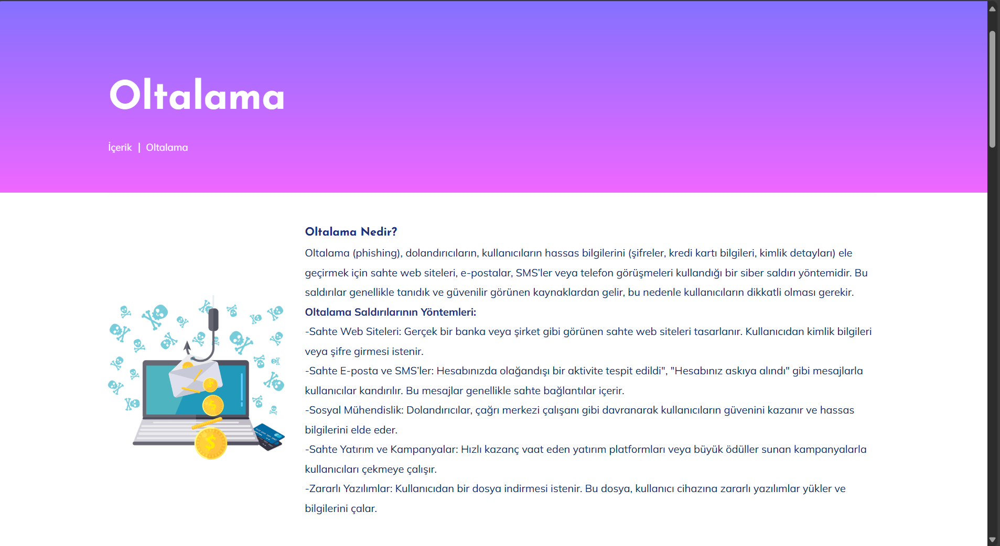 Oltalama
İçerik | Oltalama
Oltalama Nedir?
Oltalama (phishing), dolandırıcıların, kullanıcıların hassas bilgilerini (şifreler, kredi kartı bilgileri, kimlik detayları) ele
geçirmek için sahte web siteleri, e-postalar, SMS’ler veya telefon görüşmeleri kullandığı bir siber saldırı yöntemidir. Bu
saldırılar genellikle tanıdık ve güvenilir görünen kaynaklardan gelir, bu nedenle kullanıcıların dikkatli olması gerekir.
Oltalama Saldırılarının Yöntemleri:
-Sahte Web Siteleri: Gerçek bir banka veya şirket gibi görünen sahte web siteleri tasarlanır. Kullanıcıdan kimlik bilgileri
veya şifre girmesi istenir.
-Sahte E-posta ve SMS’ler: Hesabınızda olağandışı bir aktivite tespit edildi", "Hesabınız askıya alındı" gibi mesajlarla
kullanıcılar kandırılır. Bu mesajlar genellikle sahte bağlantılar içerir.
-Sosyal Mühendislik: Dolandırıcılar, çağrı merkezi çalışanı gibi davranarak kullanıcıların güvenini kazanır ve hassas
bilgilerini elde eder.
-Sahte Yatırım ve Kampanyalar: Hızlı kazanç vaat eden yatırım platformları veya büyük ödüller sunan kampanyalarla
kullanıcıları çekmeye çalışır.
-Zararlı Yazılımlar: Kullanıcıdan bir dosya indirmesi istenir. Bu dosya, kullanıcı cihazına zararlı yazılımlar yükler ve
bilgilerini çalar.